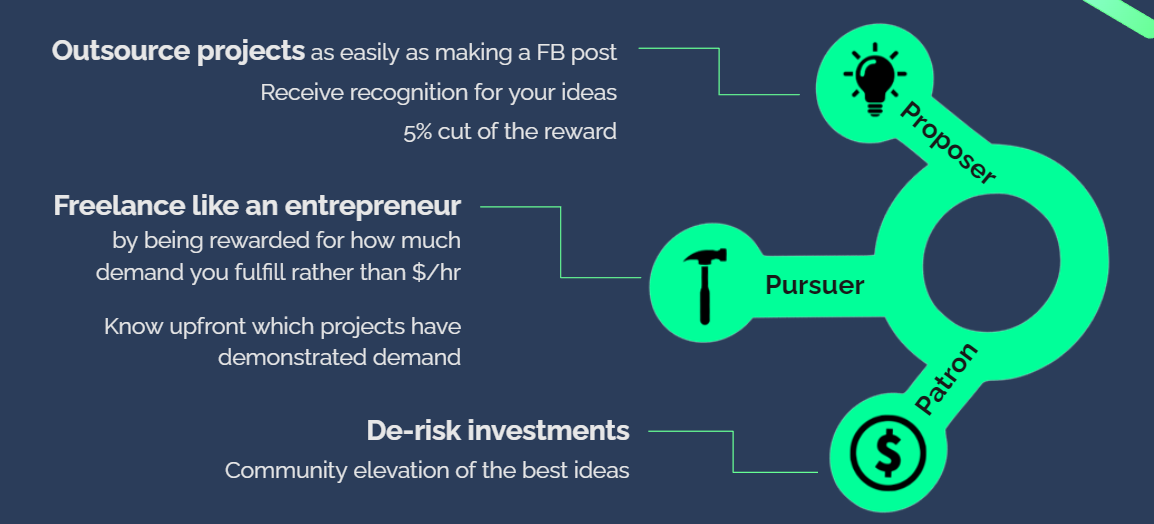 Outsource projects as easily as making a FB post
Receive recognition for your ideas
5% cut of the reward
Proposer
Freelance like an entrepreneur
by being rewarded for how much
demand you fulfill rather than $/hr
Know upfront which projects have
demonstrated demand
Pursuer
De-risk investments
Community elevation of the best ideas
Patron
$